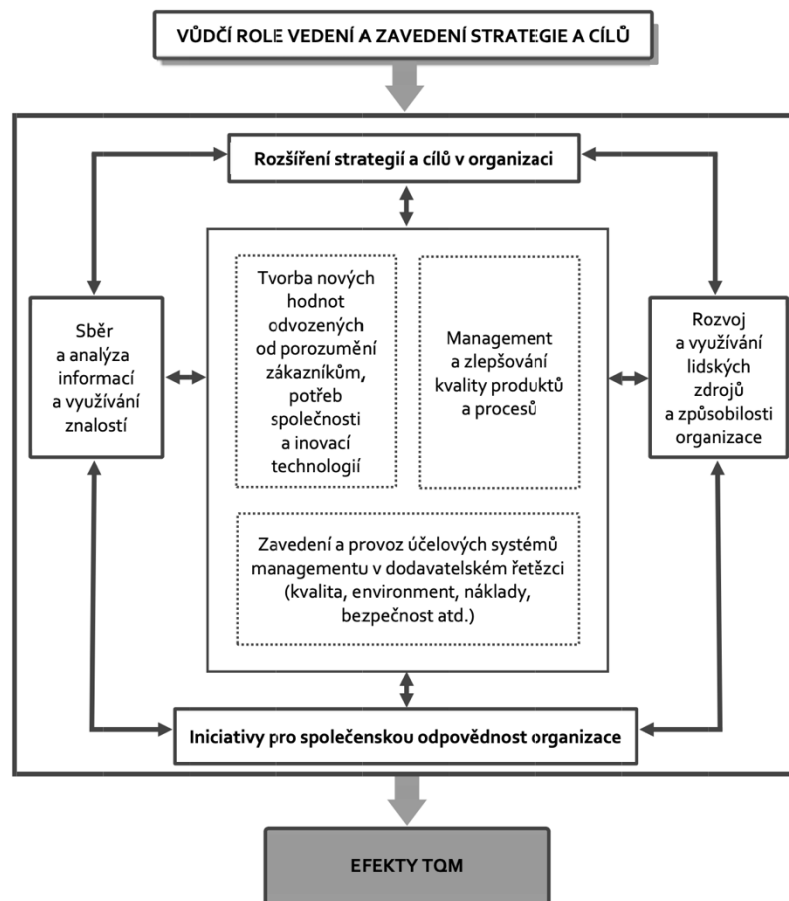 VŮDČÍ ROLE VEDENÍ A ZAVEDENÍ STRATEGIE A CÍLŮ
Rozšíření strategií a cílů v organizaci
Sběr
a analýza
informací
a využívání
znalostí
Tvorba nových
hodnot
odvozených
od porozumění
zákazníkům,
potřeb
společnosti
a inovací
technologií
Management
a zlepšování
kvality produktů
a procesů
Rozvoj
a využívání
lidských
zdrojů
a způsobilosti
organizace
Zavedení a provoz účelových systémů
managementu v dodavatelském řetězci
(kvalita, environment, náklady,
bezpečnost atd.)
Iniciativy pro společenskou odpovědnost organizace
EFEKTY TQM